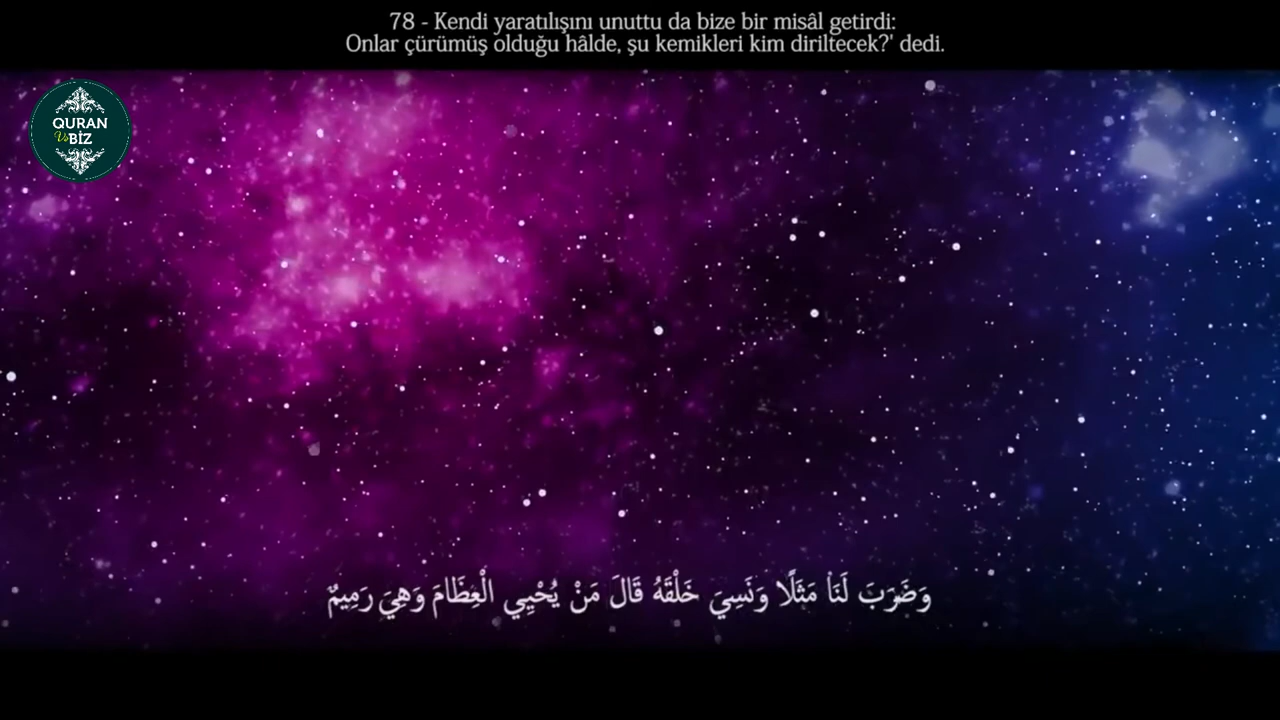 78 - Kendi yaratılışını unuttu da bize bir misâl getirdi:
Onlar çürümüş olduğu hâlde, şu kemikleri kim diriltecek?' dedi.
QURAN
Ve BİZ
وَضَرَبَ لَنَا مَثَلًا وَنَسِيَ خَلْقَهُ قَالَ مَنْ يُحْيِي الْعِظَامَ وَهِيَ رَمِيمٌ